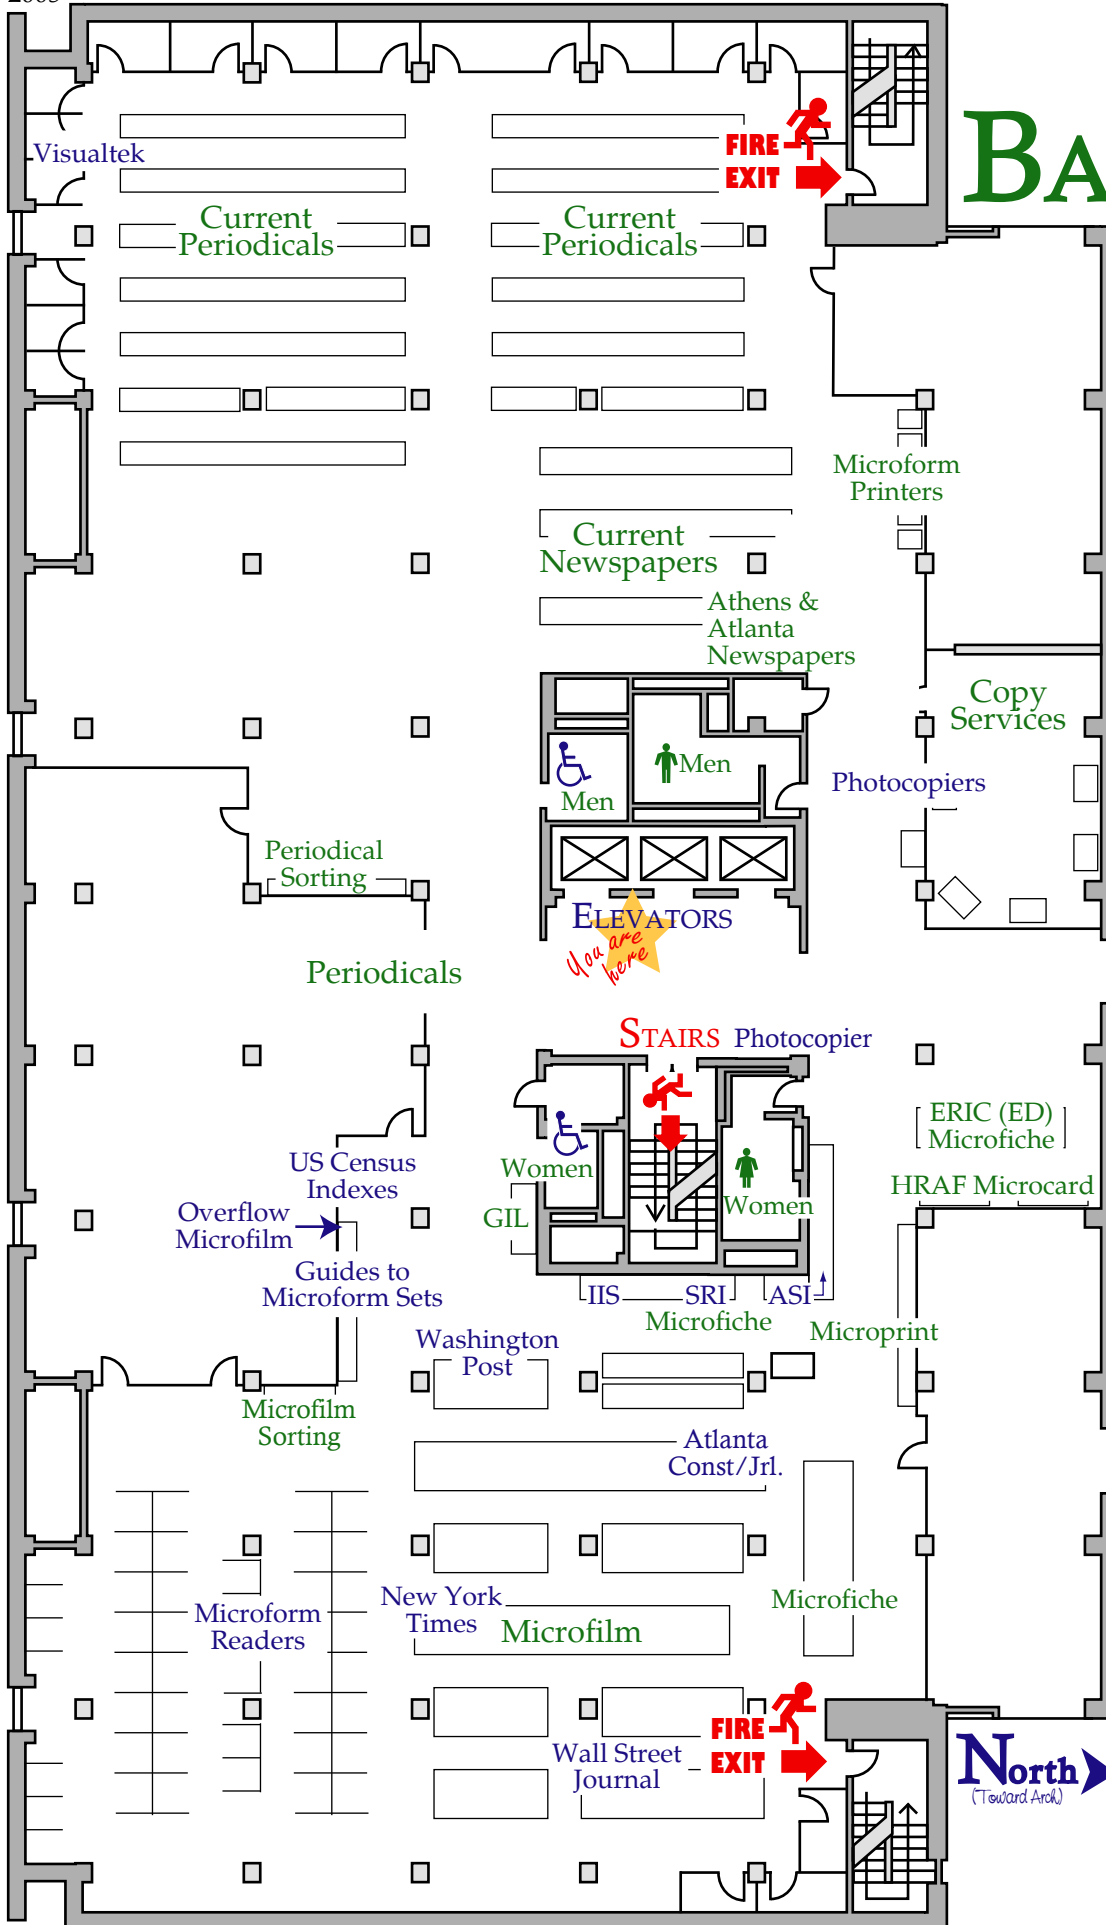 2003
BA
FIRE
EXIT
Visualtek
Current
Periodicals
Current
Periodicals
Microform
Printers
Current
Newspapers
Athens &
Atlanta
Newspapers
Copy
Services
Men
Men
Photocopiers
Periodical
Sorting
ELEVATORS
You are
here
Periodicals
STAIRS
Photocopier
ERIC (ED)
Microfiche
US Census
Indexes
Women
HRAF Microcard
Women
GIL
Overflow
Microfilm
Guides to
Microform Sets
IIS
SRI
ASI
Microfiche
Microprint
Washington
Post
Microfilm
Sorting
Atlanta
Const/Jrl.
New York
Times
Microfiche
Microform
Readers
Microfilm
FIRE
EXIT
Wall Street
Journal
North
(Toward Arch)